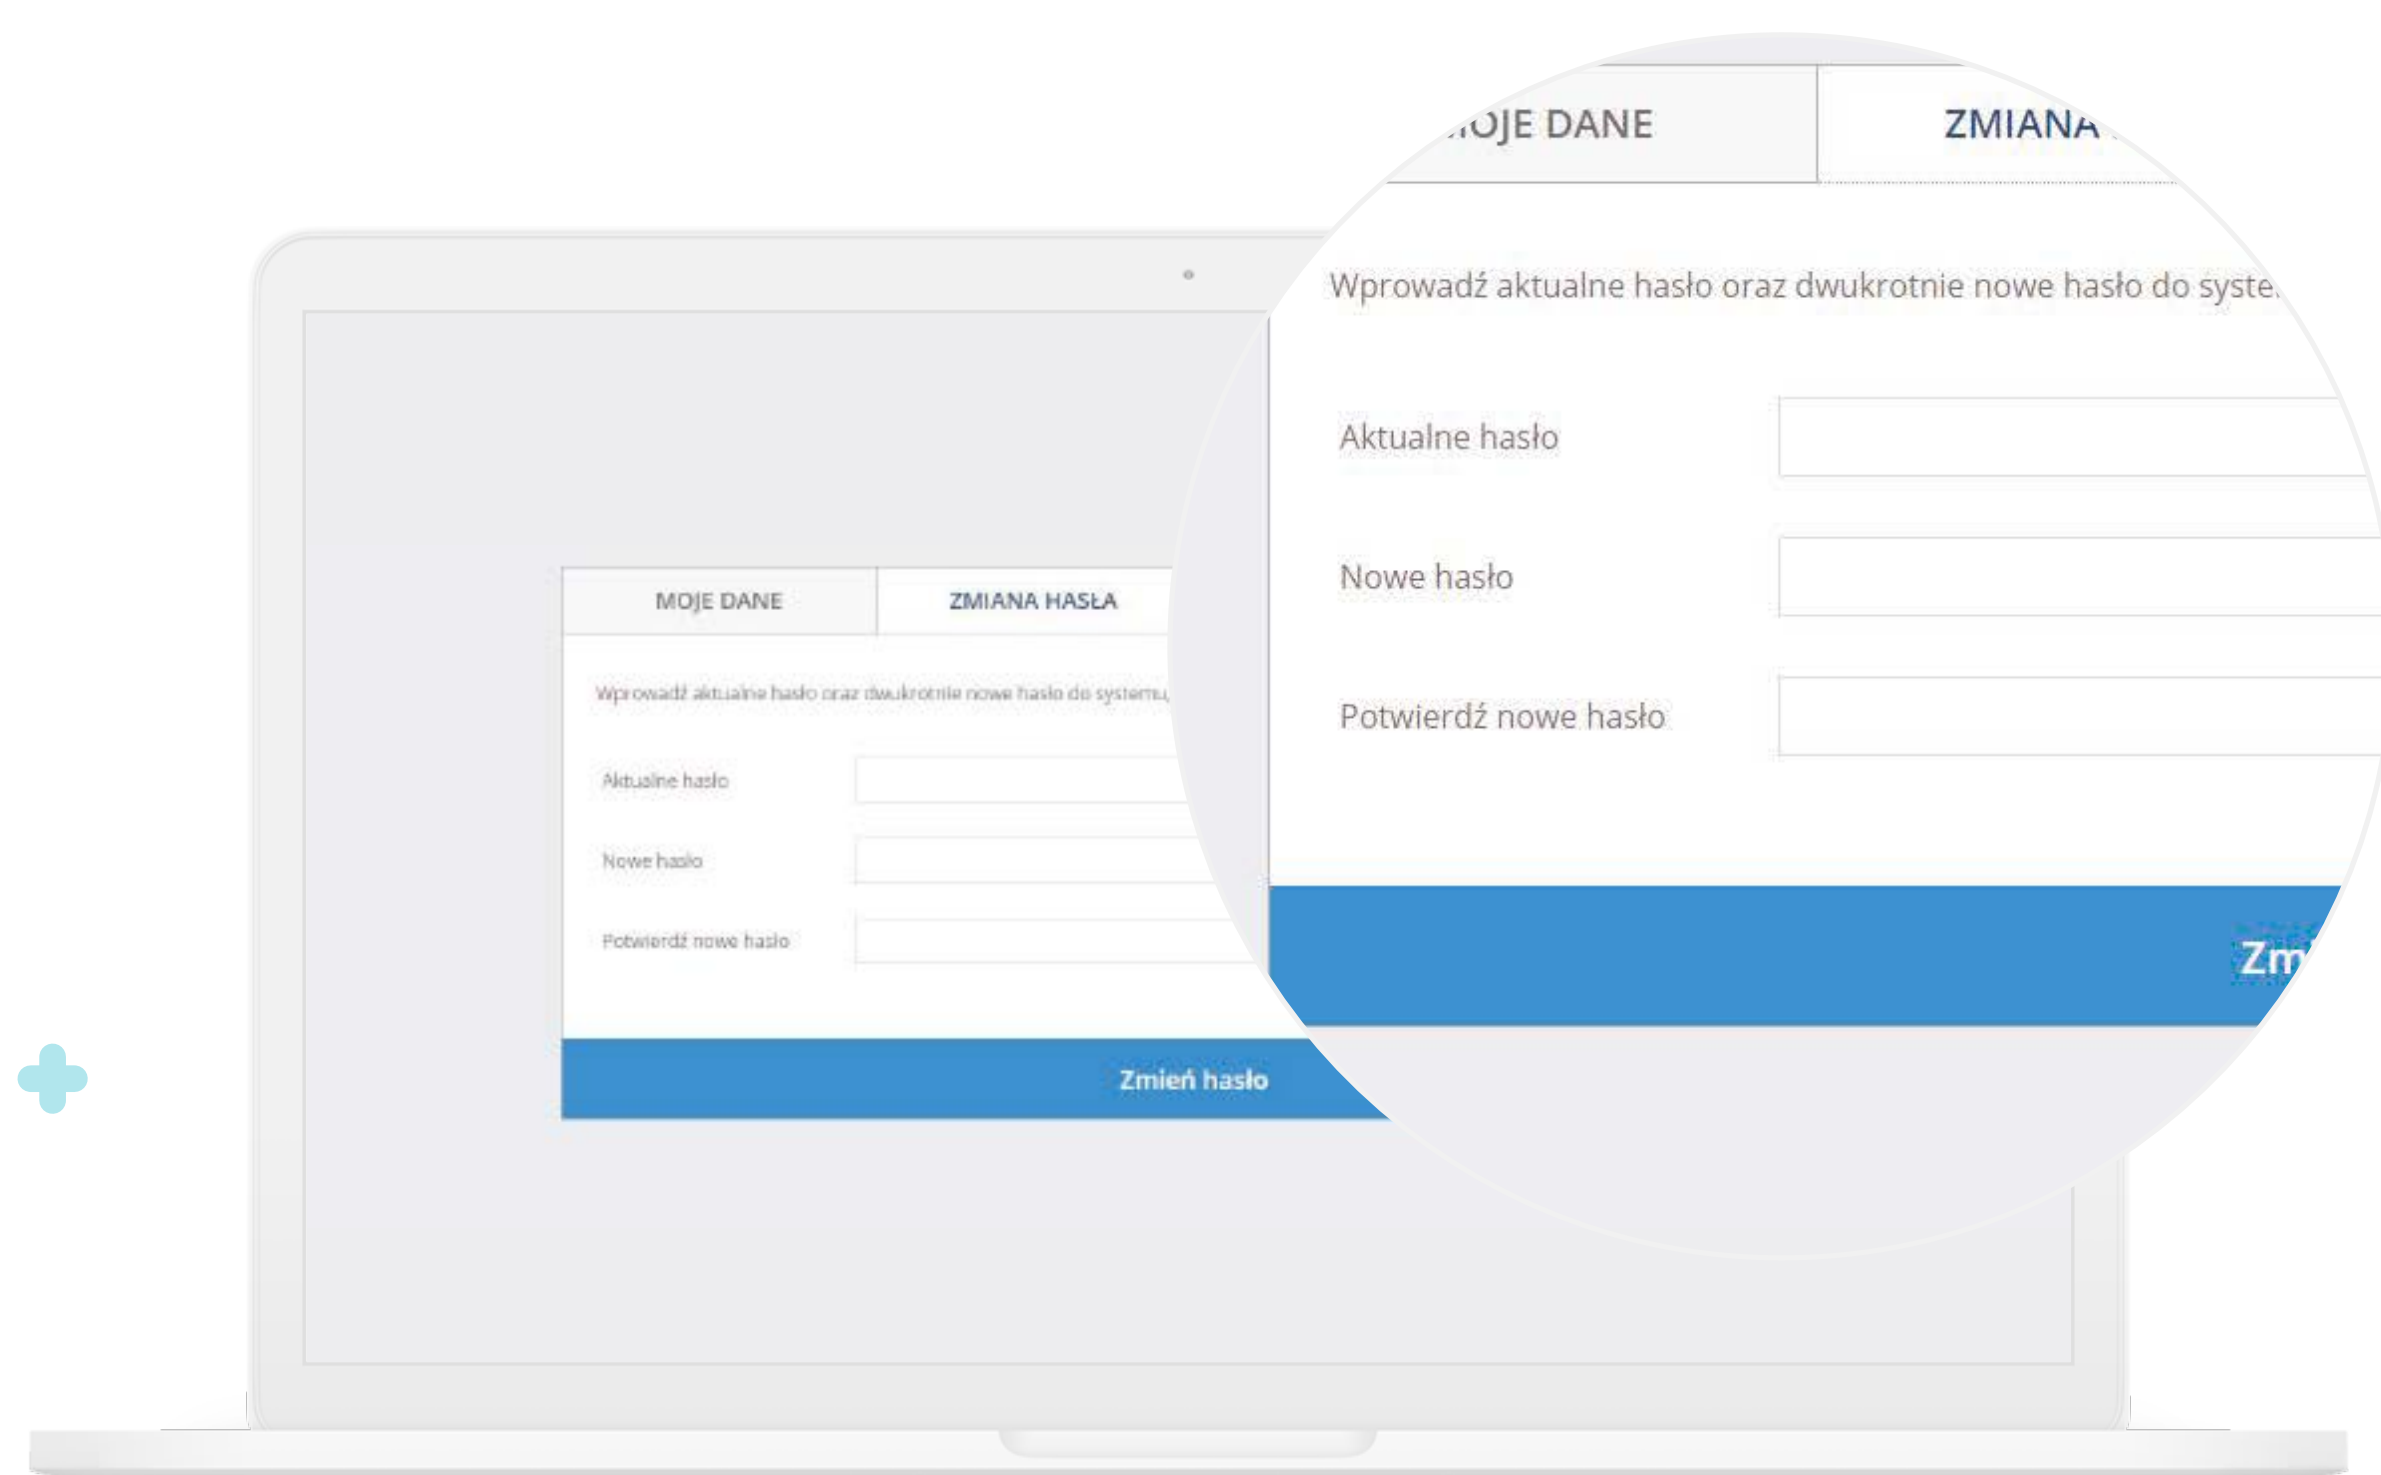 MOJE DANE
ZMIANA HASŁA
Wprowadź aktualne hasło oraz dwukrotnie nowe hasło do systemu,
Aktualne hasło
Nowe hasło
Potwierdź nowe hasło
Zmień hasło
OJE DANE
ZMIANA
Wprowadź aktualne hasło oraz dwukrotnie nowe hasło do syste
Aktualne hasło
Nowe hasło
Potwierdź nowe hasło
Zm